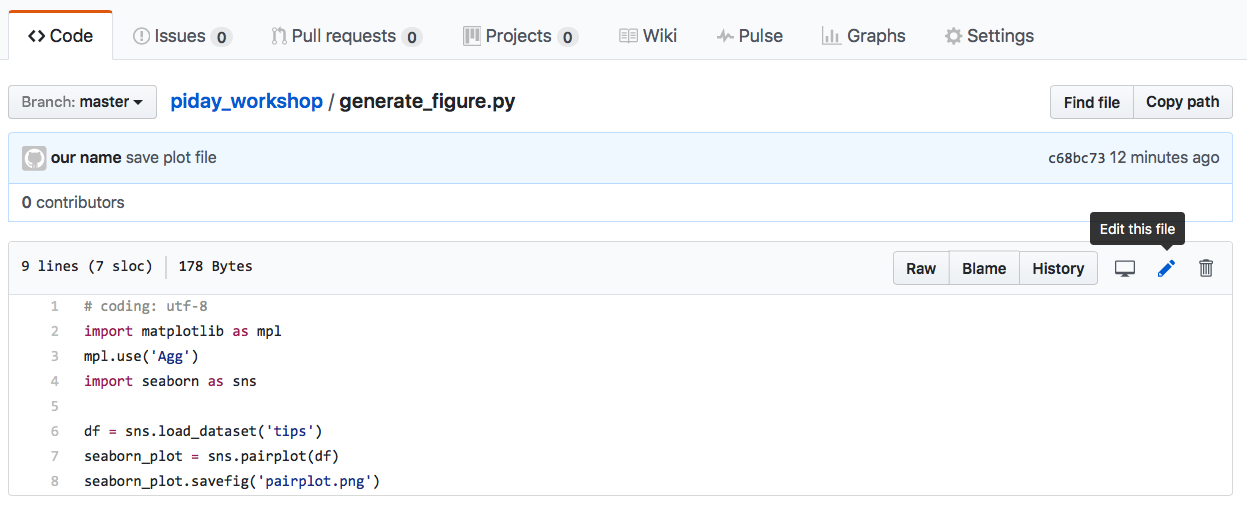 Code Issues 0 Pull requests 0 Projects 0 Wiki Pulse Graphs Settings
Branch: master piday_workshop / generate_figure.py Find file Copy path
our name save plot file c68bc73 12 minutes ago
0 contributors
Edit this file
9 lines (7 sloc) 178 Bytes Raw Blame History
1 # coding: utf-8
2 import matplotlib as mpl
3 mpl.use('Agg')
4 import seaborn as sns
5
6 df = sns.load_dataset('tips')
7 seaborn_plot = sns.pairplot(df)
8 seaborn_plot.savefig('pairplot.png')